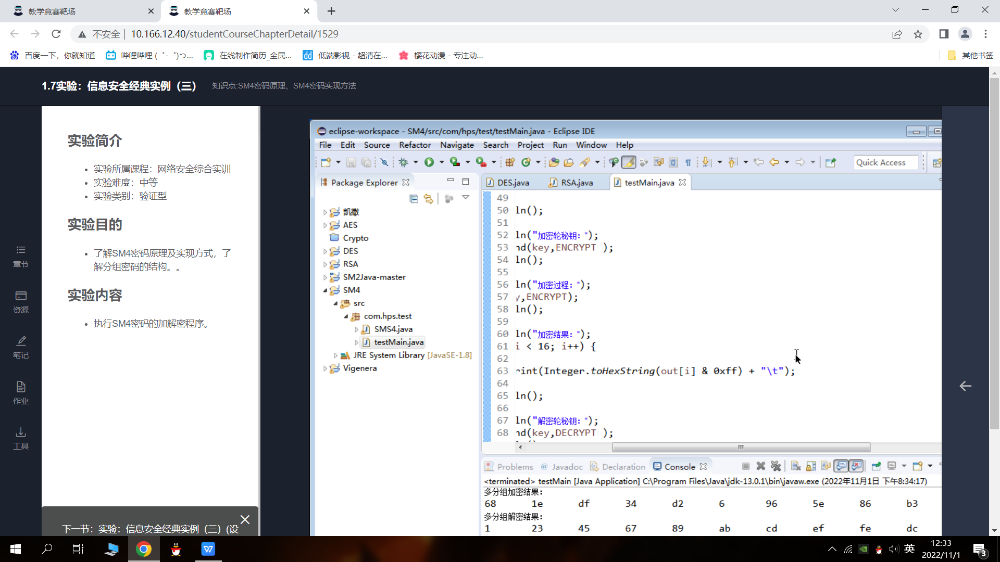 教学竞赛靶场
教学竞赛靶场
不安全 | 10.166.12.40/studentCourseChapterDetail/1529
百度一下，你就知道
哔哩哔哩 ( ゜- ゜)つ...
在线制作简历_全民...
低端影视 - 超清在...
樱花动漫 - 专注动...
其他书签
1.7实验：信息安全经典实例（三）
知识点:SM4密码原理、SM4密码实现方法
章节
资源
笔记
作业
工具
实验简介
实验所属课程：网络安全综合实训
实验难度：中等
实验类别：验证型
实验目的
了解SM4密码原理及实现方式，了
解分组密码的结构。。
实验内容
执行SM4密码的加解密程序。
下一节：实验：信息安全经典实例（三）(设
eclipse-workspace - SM4/src/com/hps/test/testMain.java - Eclipse IDE
File Edit Source Refactor Navigate Search Project Run Window Help
Quick Access
Package Explorer
凯撒
AES
Crypto
DES
RSA
SM2Java-master
SM4
src
com.hps.test
SMS4.java
testMain.java
JRE System Library [JavaSE-1.8]
Vigenera
DES.java RSA.java testMain.java
49
50 ln();
51
52 ln("加密轮秘钥：");
53 nd(key,ENCRYPT );
54 ln();
55
56 ln("加密过程：");
57 y,ENCRYPT);
58 ln();
59
60 ln("加密结果：");
61 i < 16; i++) {
62
63 rint(Integer.toHexString(out[i] & 0xff) + "\t");
64
65 ln();
66
67 ln("解密轮秘钥：");
68 nd(key,DECRYPT );
Problems @ Javadoc Declaration Console
<terminated> testMain [Java Application] C:\Program Files\Java\jdk-13.0.1\bin\javaw.exe (2022年11月1日 下午8:34:17)
多分组加密结果：
68 1e df 34 d2 6 96 5e 86 b3
多分组解密结果：
1 23 45 67 89 ab cd ef fe dc
英
12:33
2022/11/1
3